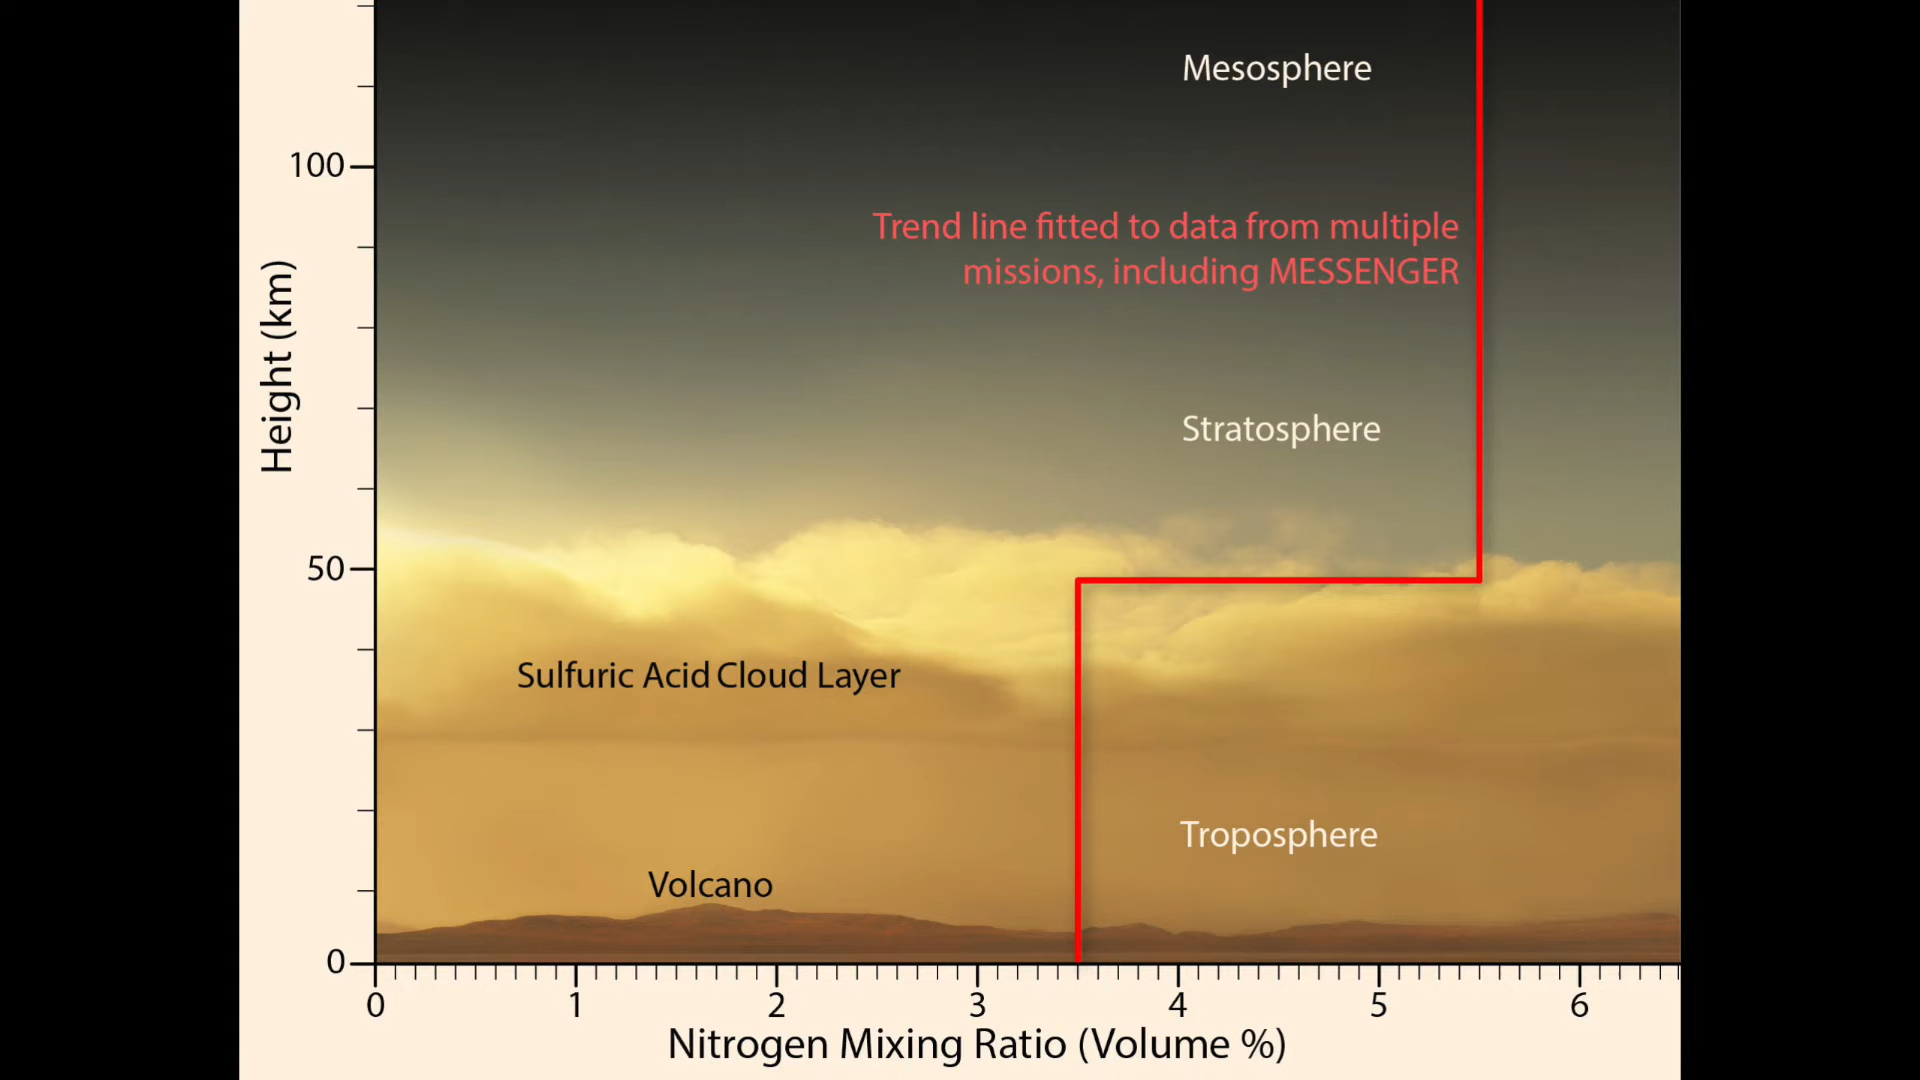 Mesosphere
100
Trend line fitted to data from multiple
missions, including MESSENGER
Height (km)
Stratosphere
50
Sulfuric Acid Cloud Layer
Troposphere
Volcano
0
0 1 2 3 4 5 6
Nitrogen Mixing Ratio (Volume %)